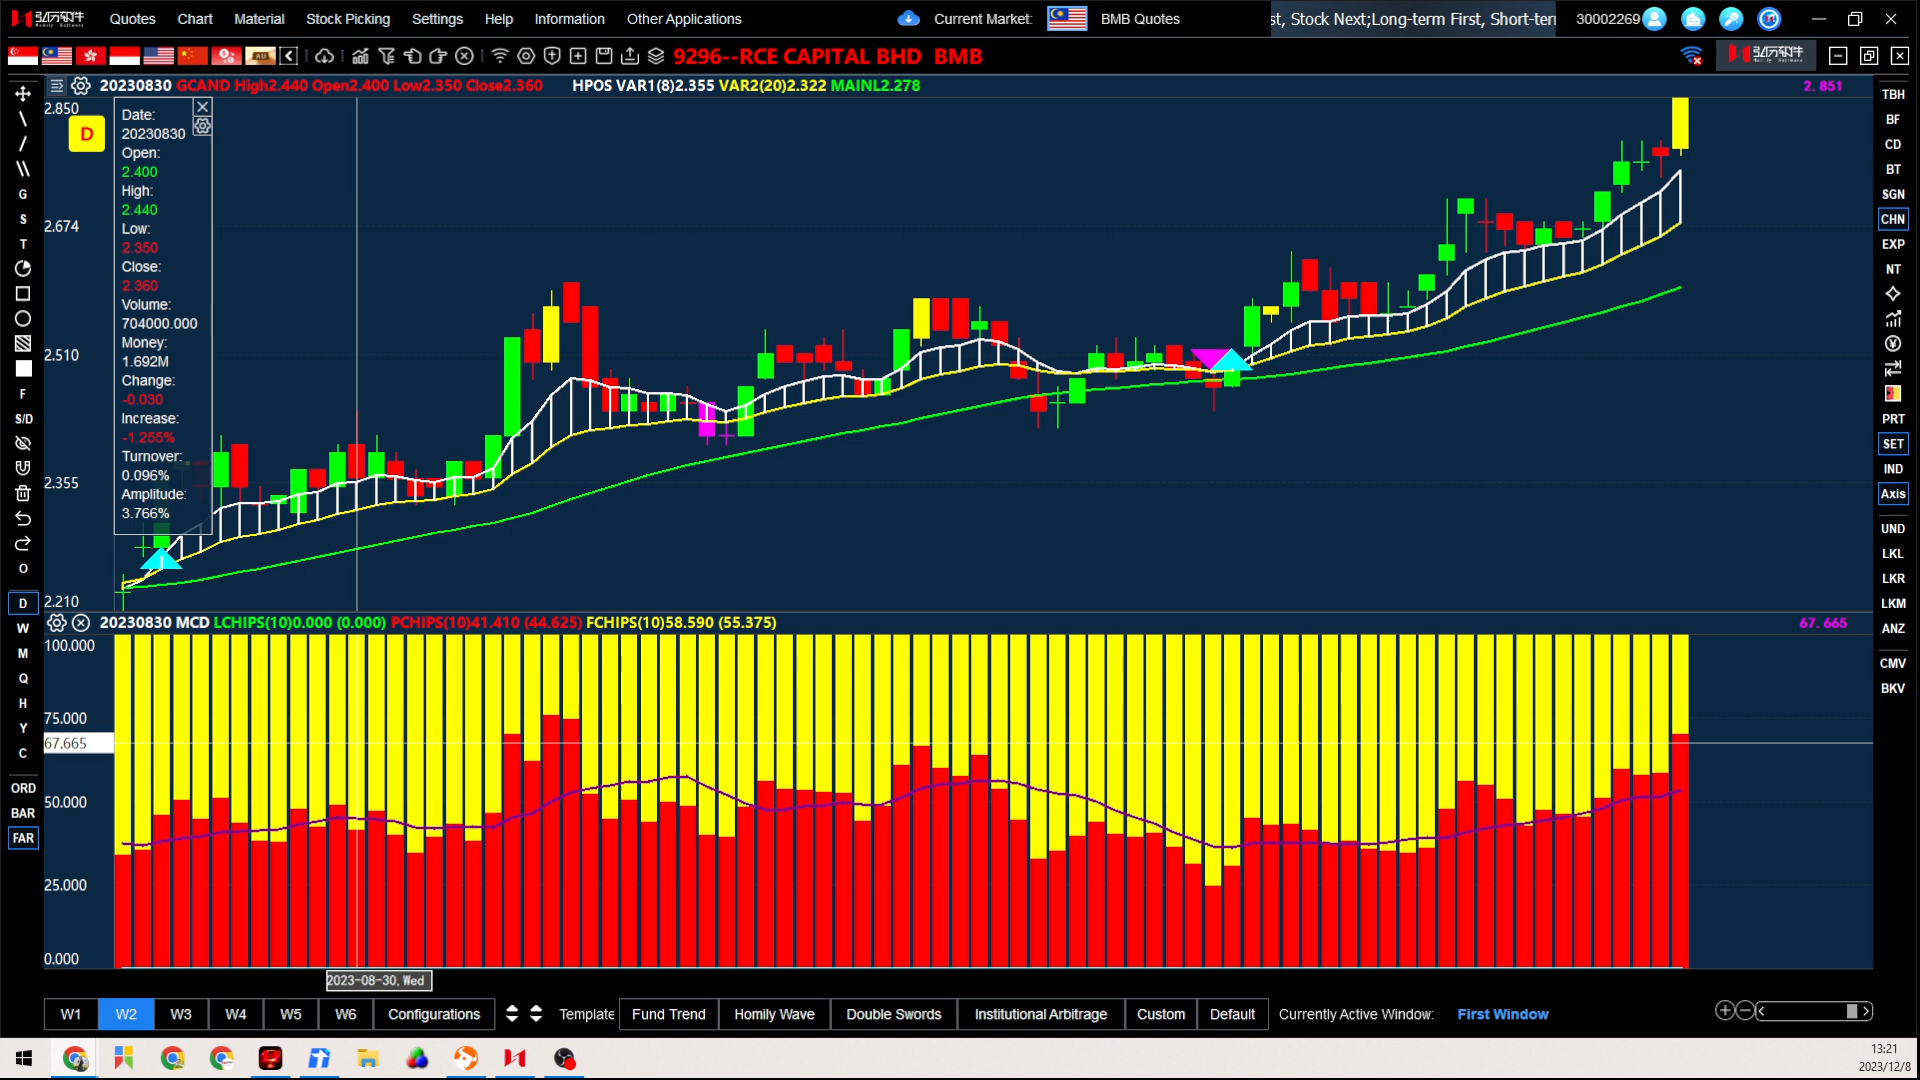 弘历软件 Homily Software
Quotes Chart Material Stock Picking Settings Help Information Other Applications
Current Market: BMB Quotes
st, Stock Next;Long-term First, Short-ter
30002269
9296--RCE CAPITAL BHD BMB
20230830 GCAND High2.440 Open2.400 Low2.350 Close2.360 HPOS VAR1(8)2.355 VAR2(20)2.322 MAINL2.278
2.851
2.850
2.674
2.510
2.355
2.210
D
Date:
20230830
Open:
2.400
High:
2.440
Low:
2.350
Close:
2.360
Volume:
704000.000
Money:
1.692M
Change:
-0.030
Increase:
-1.255%
Turnover:
0.096%
Amplitude:
3.766%
20230830 MCD LCHIPS(10)0.000 (0.000) PCHIPS(10)41.410 (44.625) FCHIPS(10)58.590 (55.375)
67.665
100.000
75.000
67.665
50.000
25.000
0.000
2023-08-30, Wed
G
S
T
F
S/D
O
D
W
M
Q
H
Y
C
ORD
BAR
FAR
TBH
BF
CD
BT
SGN
CHN
EXP
NT
PRT
SET
IND
Axis
UND
LKL
LKR
LKM
ANZ
CMV
BKV
W1 W2 W3 W4 W5 W6 Configurations Template Fund Trend Homily Wave Double Swords Institutional Arbitrage Custom Default Currently Active Window: First Window
13:21
2023/12/8